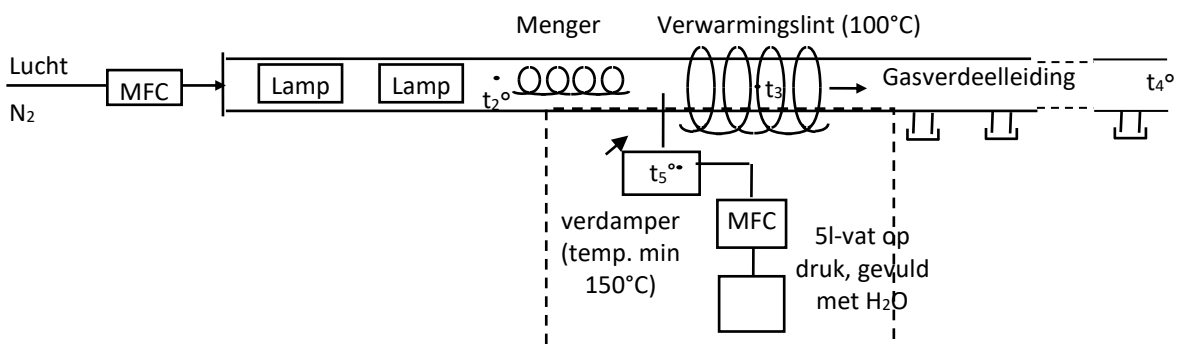 Menger
Verwarmingslint (100°C)
Lucht
MFC
N₂
Lamp
Lamp
t₂°
t₃
Gasverdeelleiding
t₄°
t₅°
verdamper
(temp. min
150°C)
MFC
5l-vat op
druk, gevuld
met H₂O